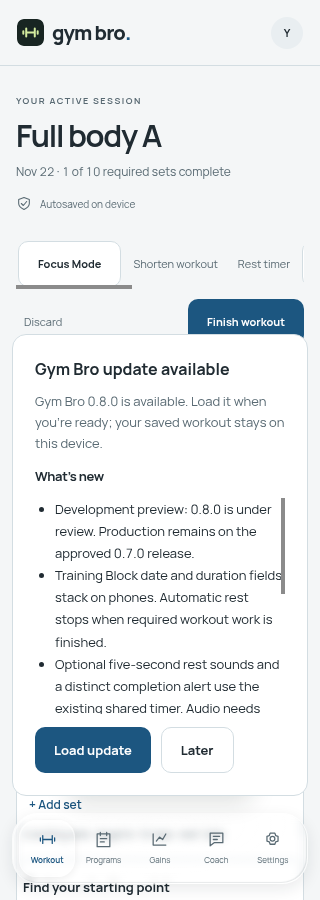 gym bro.
Y
YOUR ACTIVE SESSION
Full body A
Nov 22 · 1 of 10 required sets complete
Autosaved on device
Focus Mode
Shorten workout
Rest timer
Discard
Finish workout
Gym Bro update available
Gym Bro 0.8.0 is available. Load it when
you're ready; your saved workout stays on
this device.
What's new
• Development preview: 0.8.0 is under
review. Production remains on the
approved 0.7.0 release.
• Training Block date and duration fields
stack on phones. Automatic rest
stops when required workout work is
finished.
• Optional five-second rest sounds and
a distinct completion alert use the
existing shared timer. Audio needs
Load update
Later
+ Add set
Workout
Programs
Gains
Coach
Settings
Find your starting point